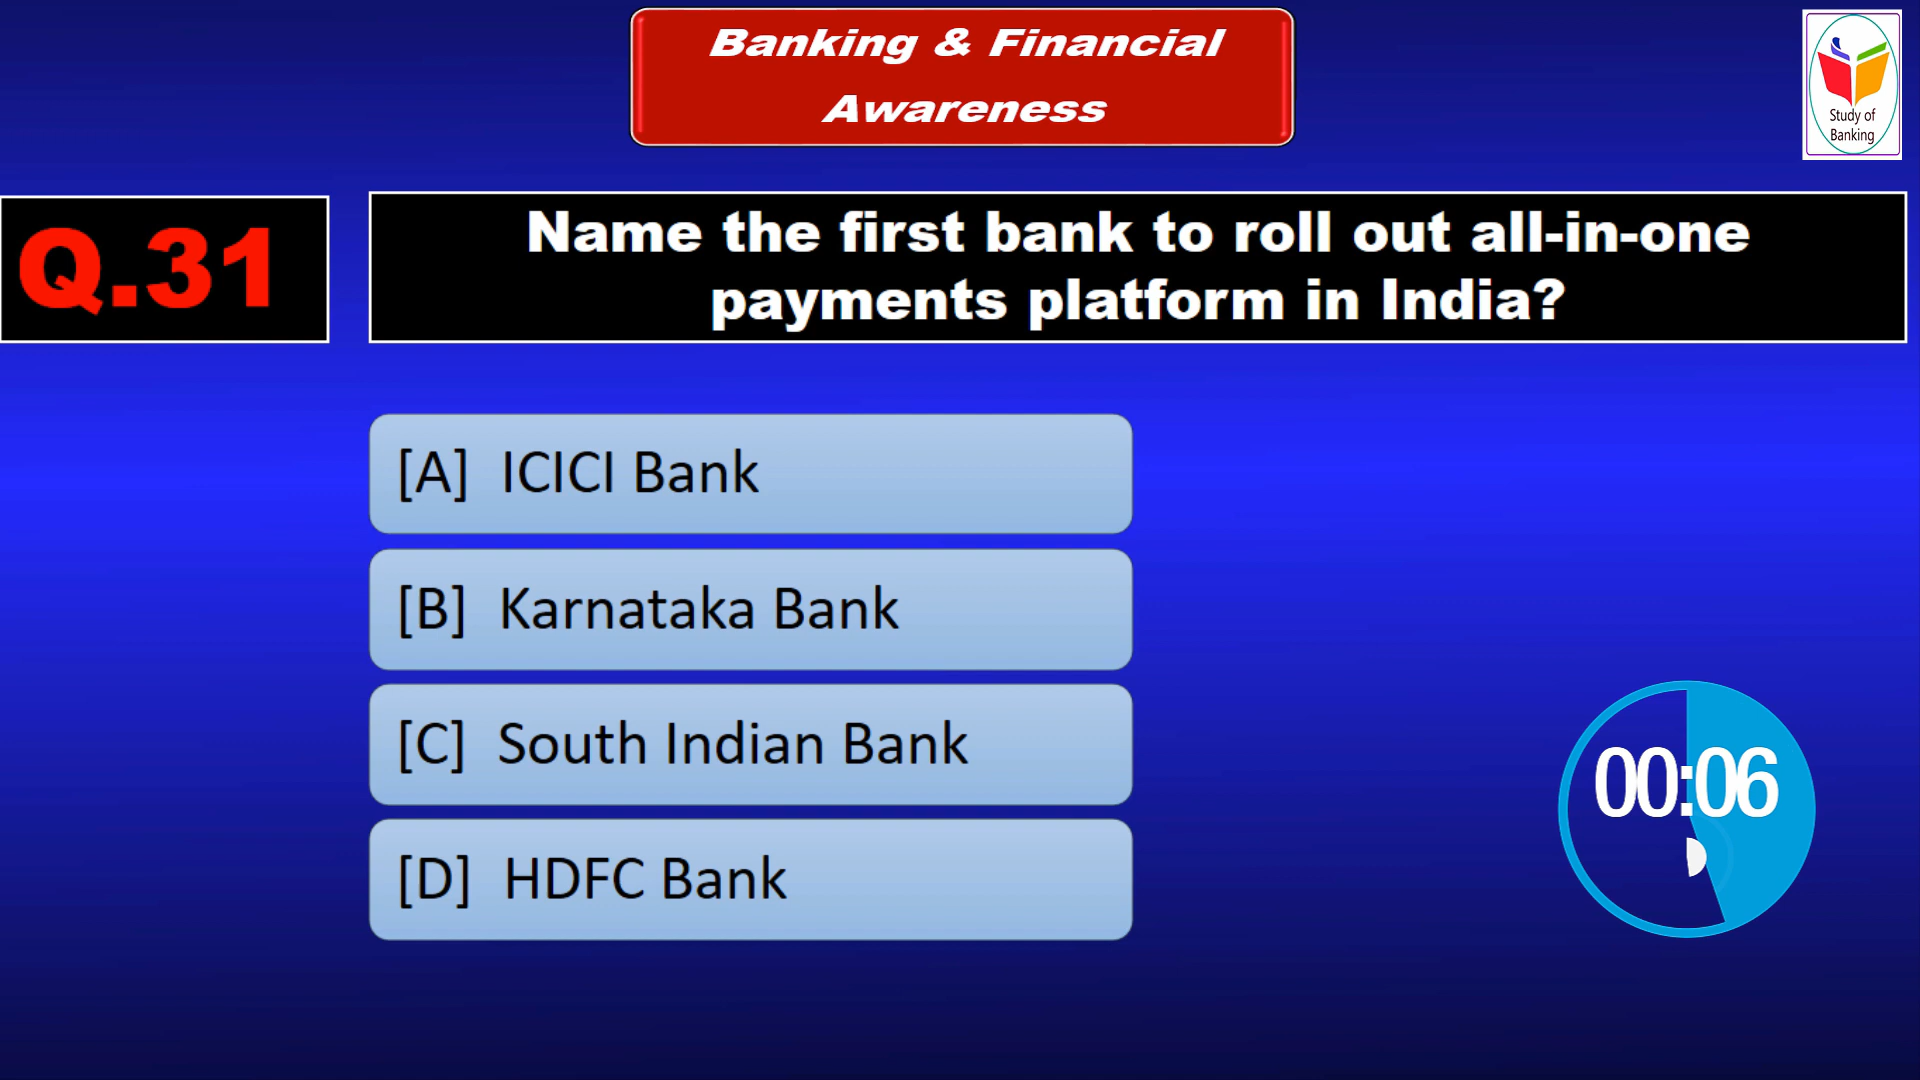 Banking & Financial
Awareness
Study of
Banking
Q.31
Name the first bank to roll out all-in-one
payments platform in India?
[A] ICICI Bank
[B] Karnataka Bank
[C] South Indian Bank
[D] HDFC Bank
00:06